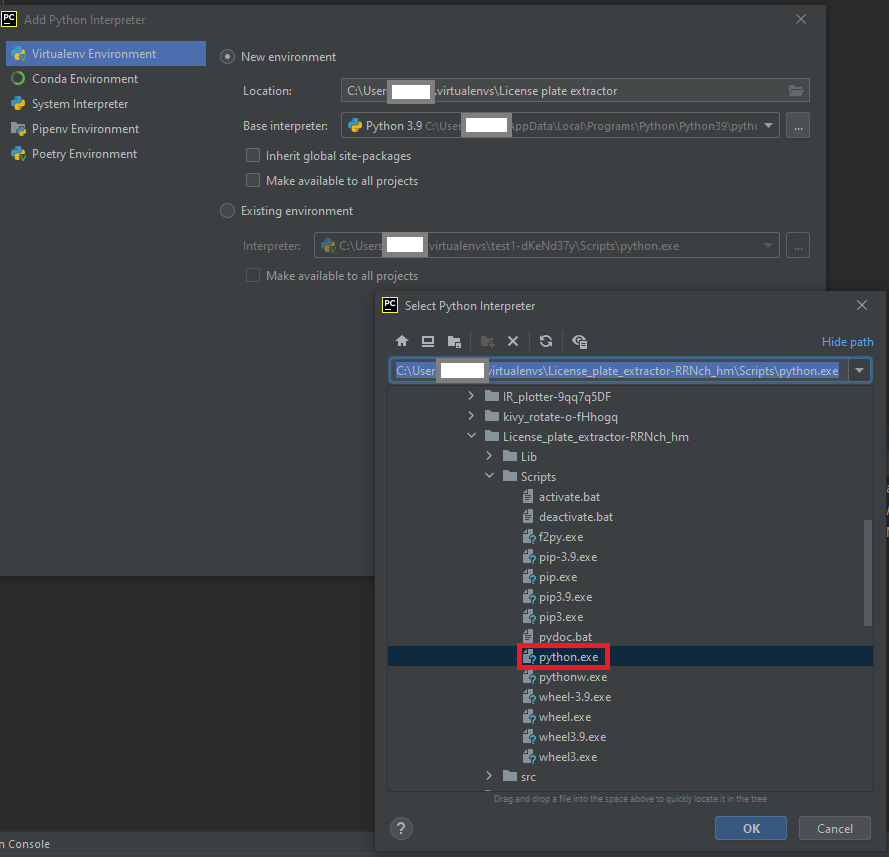 PC Add Python Interpreter
Virtualenv Environment
Conda Environment
System Interpreter
Pipenv Environment
Poetry Environment
New environment
Location: C:\User .virtualenvs\License plate extractor
Base interpreter: Python 3.9 C:\User ppData\Local\Programs\Python\Python39\pytho ...
Inherit global site-packages
Make available to all projects
Existing environment
Interpreter: C:\Users virtualenvs\test1-dKeNd37y\Scripts\python.exe ...
Make available to all projects
PC Select Python Interpreter
Hide path
C:\User virtualenvs\License_plate_extractor-RRNch_hm\Scripts\python.exe
IR_plotter-9qq7q5DF
kivy_rotate-o-fHhogq
License_plate_extractor-RRNch_hm
Lib
Scripts
activate.bat
deactivate.bat
f2py.exe
pip-3.9.exe
pip.exe
pip3.9.exe
pip3.exe
pydoc.bat
python.exe
pythonw.exe
wheel-3.9.exe
wheel.exe
wheel3.9.exe
wheel3.exe
src
Drag and drop a file into the space above to quickly locate it in the tree
? OK Cancel
n Console